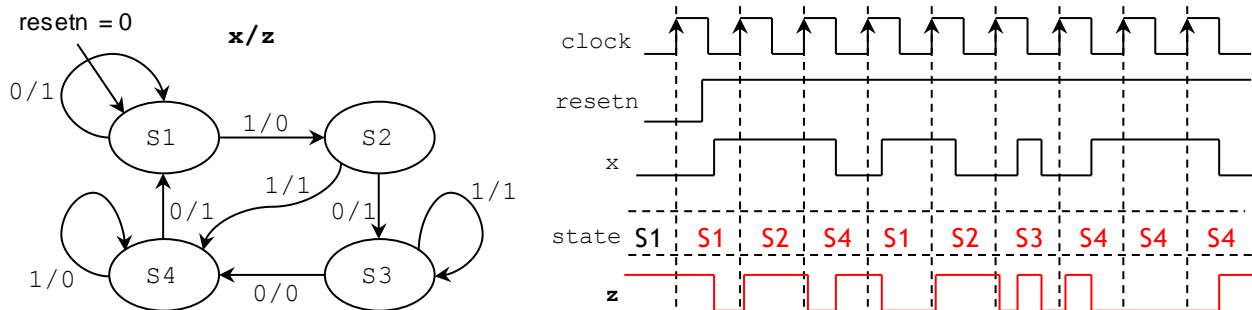 resetn = 0
x/z
0/1
S1
1/0
S2
1/1
0/1
0/1
1/1
S4
1/0
0/0
S3
clock
resetn
x
state S1 S1 S2 S4 S1 S2 S3 S4 S4 S4
z